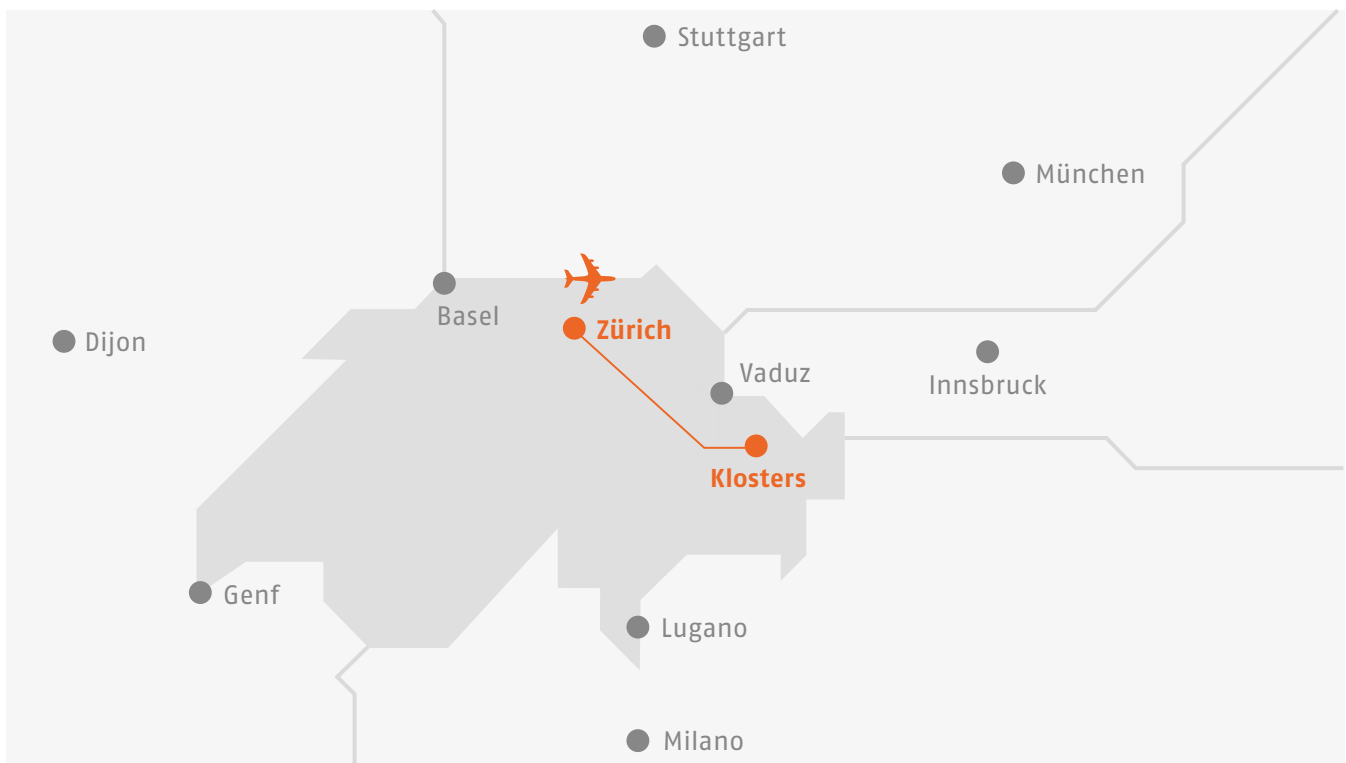 Stuttgart
München
Basel
Zürich
Dijon
Vaduz
Innsbruck
Klosters
Genf
Lugano
Milano